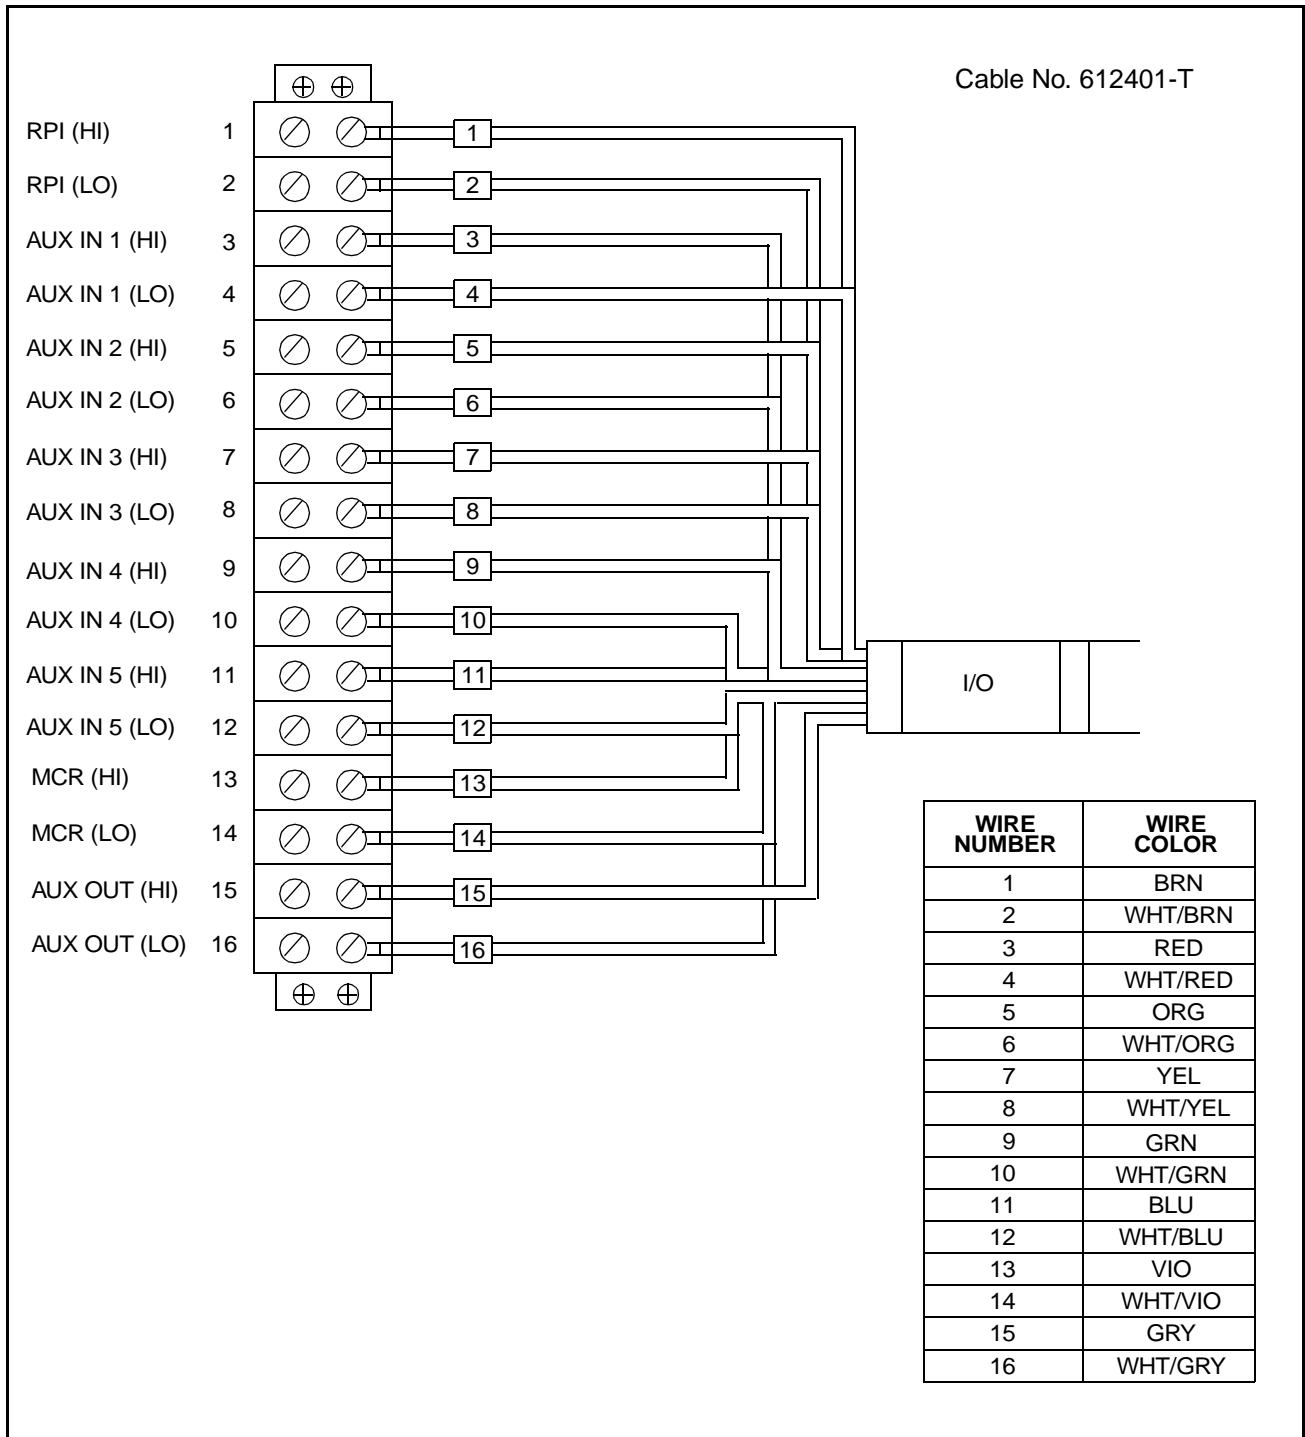 Cable No. 612401-T
RPI (HI) 1 1
RPI (LO) 2 2
AUX IN 1 (HI) 3 3
AUX IN 1 (LO) 4 4
AUX IN 2 (HI) 5 5
AUX IN 2 (LO) 6 6
AUX IN 3 (HI) 7 7
AUX IN 3 (LO) 8 8
AUX IN 4 (HI) 9 9
AUX IN 4 (LO) 10 10
AUX IN 5 (HI) 11 11
I/O
AUX IN 5 (LO) 12 12
MCR (HI) 13 13
MCR (LO) 14 14
AUX OUT (HI) 15 15
AUX OUT (LO) 16 16
WIRE NUMBER WIRE COLOR
1 BRN
2 WHT/BRN
3 RED
4 WHT/RED
5 ORG
6 WHT/ORG
7 YEL
8 WHT/YEL
9 GRN
10 WHT/GRN
11 BLU
12 WHT/BLU
13 VIO
14 WHT/VIO
15 GRY
16 WHT/GRY